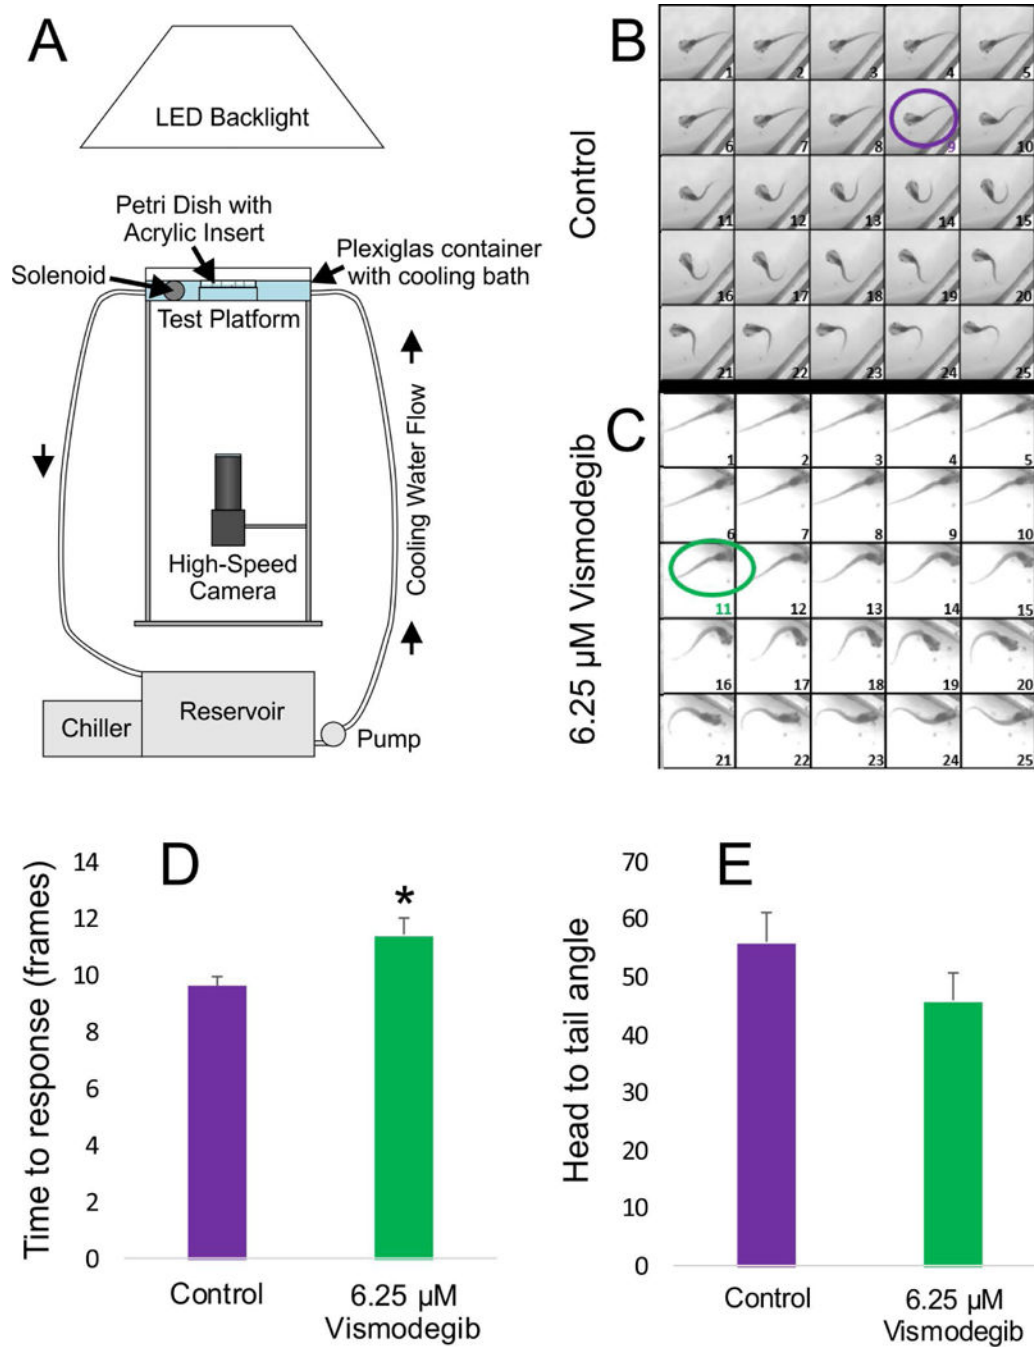 A
LED Backlight
Petri Dish with
Acrylic Insert
Solenoid
Plexiglas container
with cooling bath
Test Platform
Cooling Water Flow
High-Speed
Camera
Chiller
Reservoir
Pump
B
Control
1 2 3 4 5
6 7 8 9 10
11 12 13 14 15
16 17 18 19 20
21 22 23 24 25
C
6.25 µM Vismodegib
1 2 3 4 5
6 7 8 9 10
11 12 13 14 15
16 17 18 19 20
21 22 23 24 25
D
Time to response (frames)
14
12
10
8
6
4
2
0
*
Control
6.25 µM
Vismodegib
E
Head to tail angle
70
60
50
40
30
20
10
0
Control
6.25 µM
Vismodegib